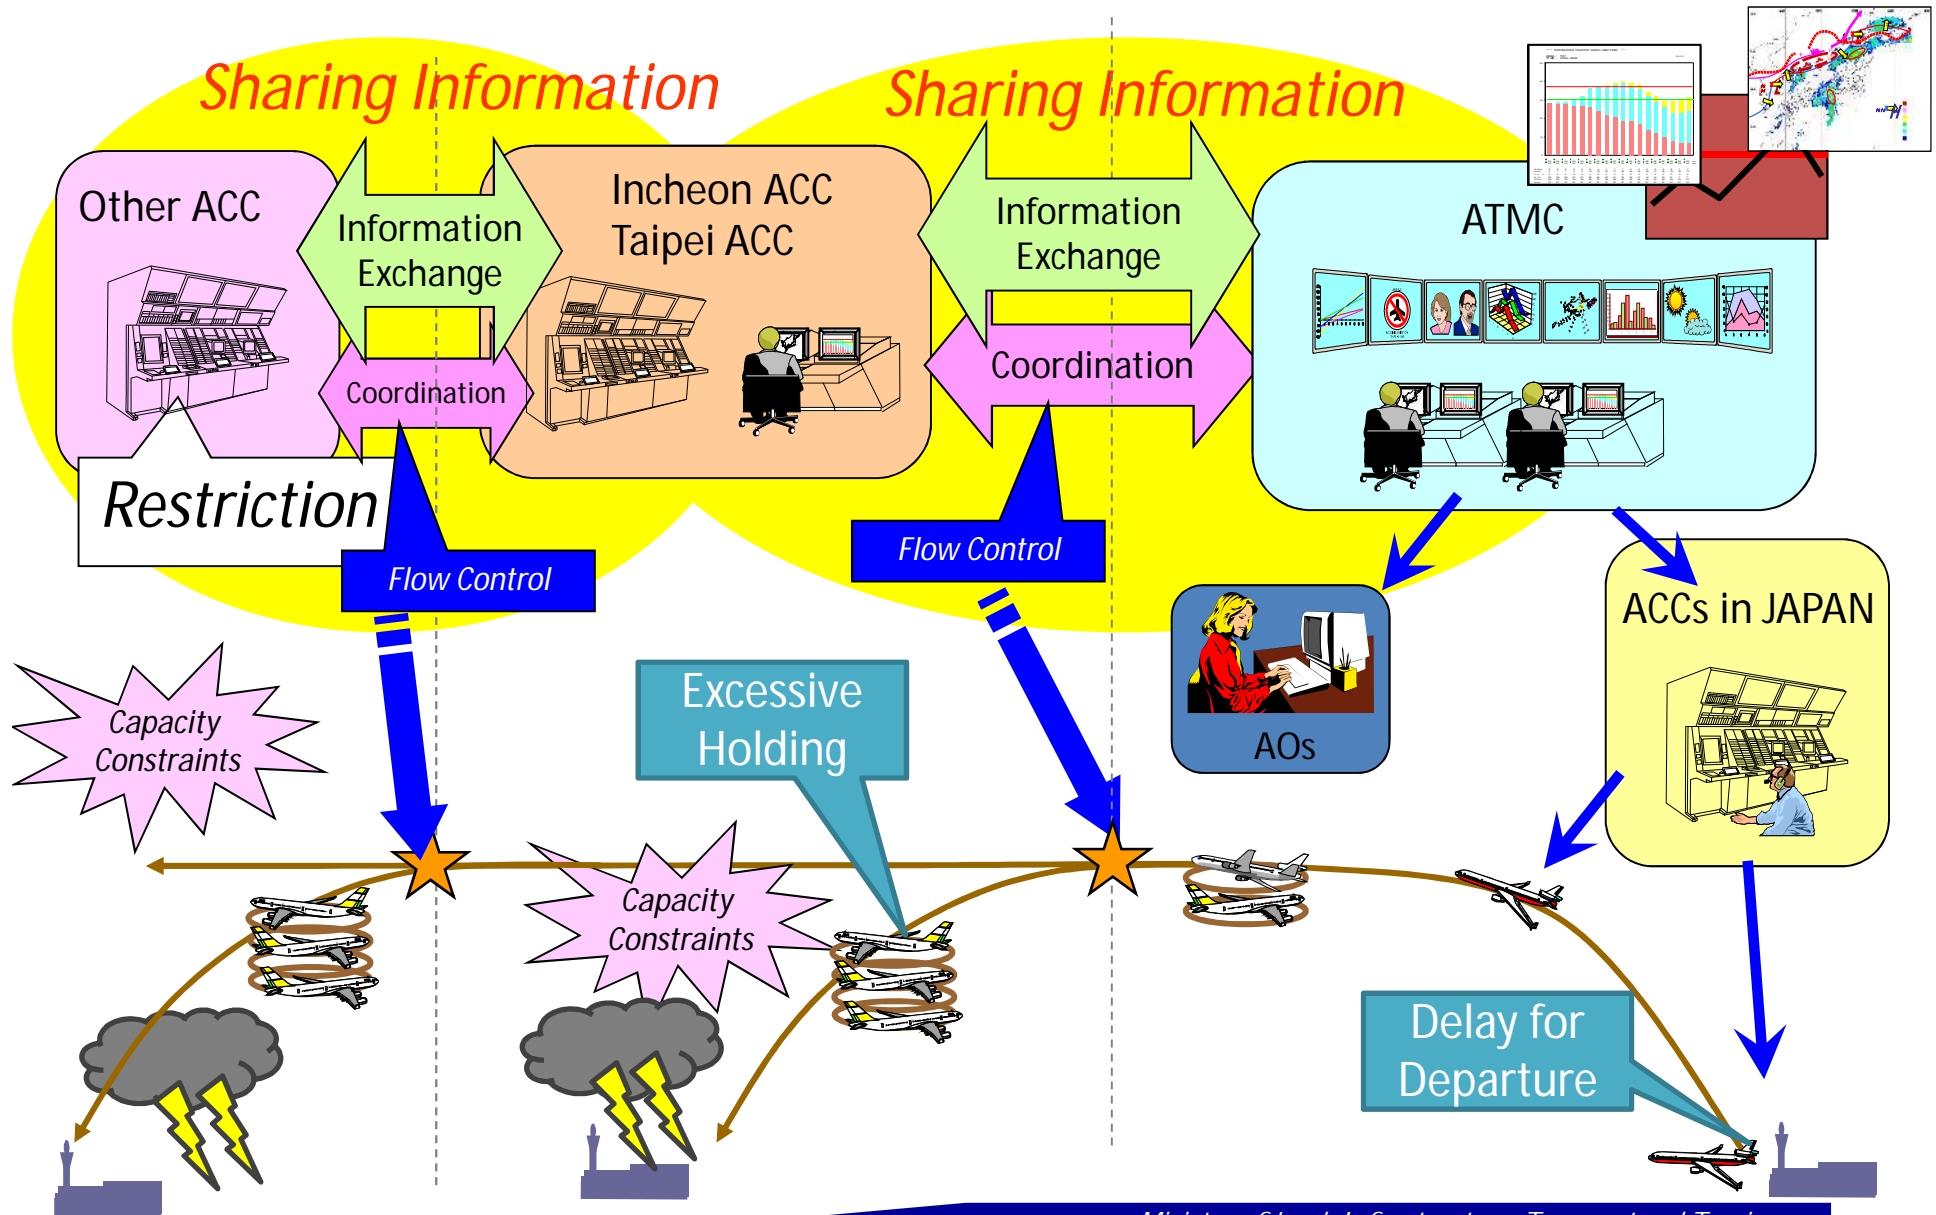 Sharing Information
Sharing Information
Other ACC
Information
Exchange
Incheon ACC
Taipei ACC
Information
Exchange
ATMC
Coordination
Coordination
Restriction
Flow Control
Flow Control
ACCs in JAPAN
AOs
Capacity
Constraints
Excessive
Holding
Capacity
Constraints
Delay for
Departure